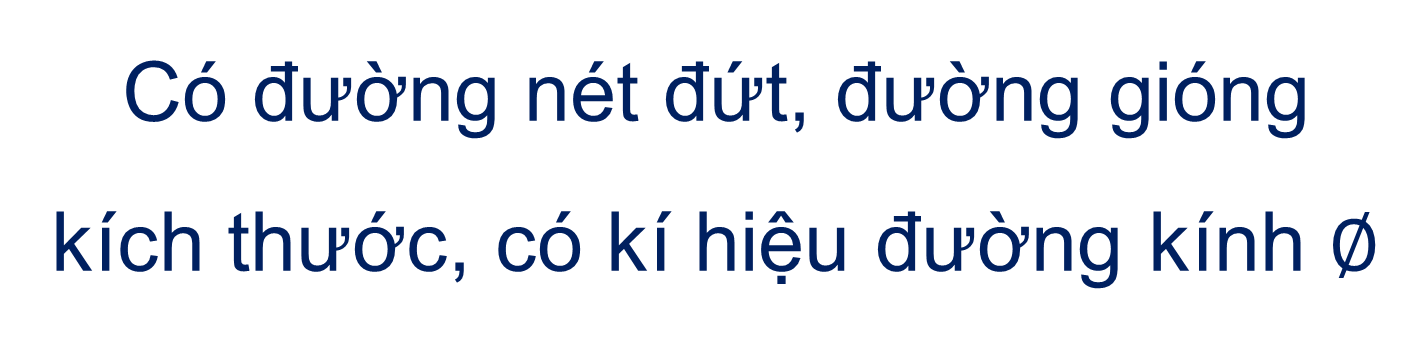 Có đường nét đứt, đường gióng
kích thước, có kí hiệu đường kính ∅